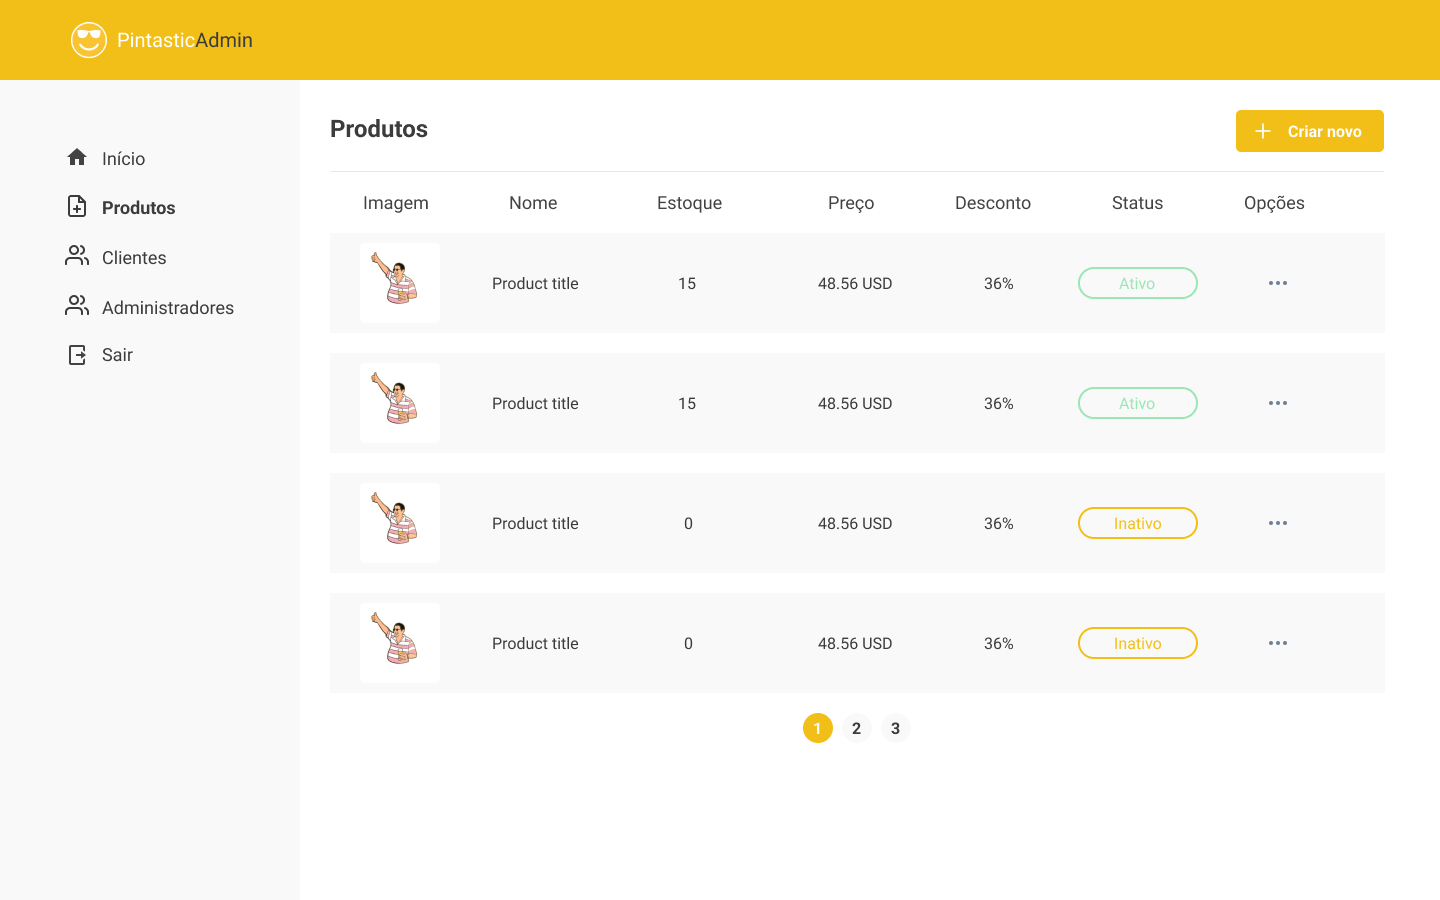 PintasticAdmin
Início
Produtos
Clientes
Administradores
Sair
Produtos
Criar novo
Imagem Nome Estoque Preço Desconto Status Opções
Product title 15 48.56 USD 36% Ativo
Product title 15 48.56 USD 36% Ativo
Product title 0 48.56 USD 36% Inativo
Product title 0 48.56 USD 36% Inativo
1 2 3